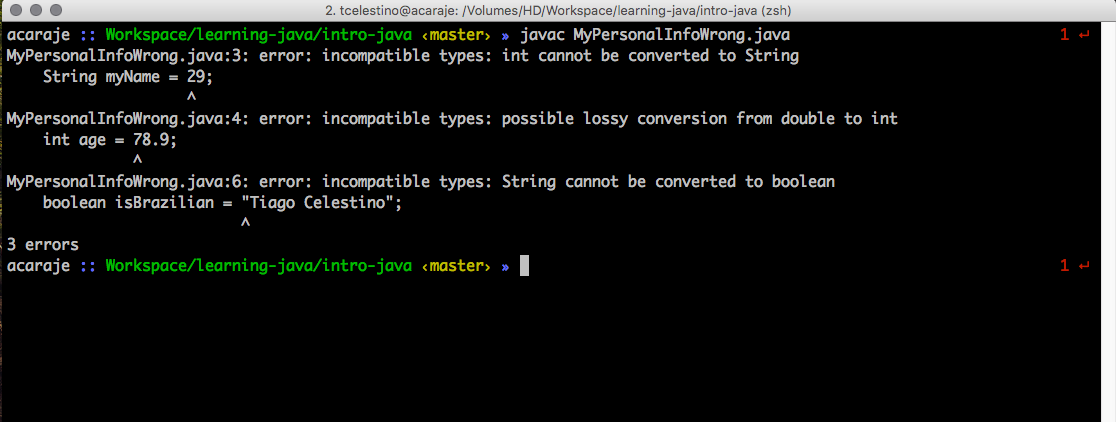 2. tcelestino@acaraje: /Volumes/HD/Workspace/learning-java/intro-java (zsh)
acaraje :: Workspace/learning-java/intro-java ‹master› » javac MyPersonalInfoWrong.java 1 ↵
MyPersonalInfoWrong.java:3: error: incompatible types: int cannot be converted to String
    String myName = 29;
                    ^
MyPersonalInfoWrong.java:4: error: incompatible types: possible lossy conversion from double to int
    int age = 78.9;
              ^
MyPersonalInfoWrong.java:6: error: incompatible types: String cannot be converted to boolean
    boolean isBrazilian = "Tiago Celestino";
                          ^
3 errors
acaraje :: Workspace/learning-java/intro-java ‹master› » 1 ↵